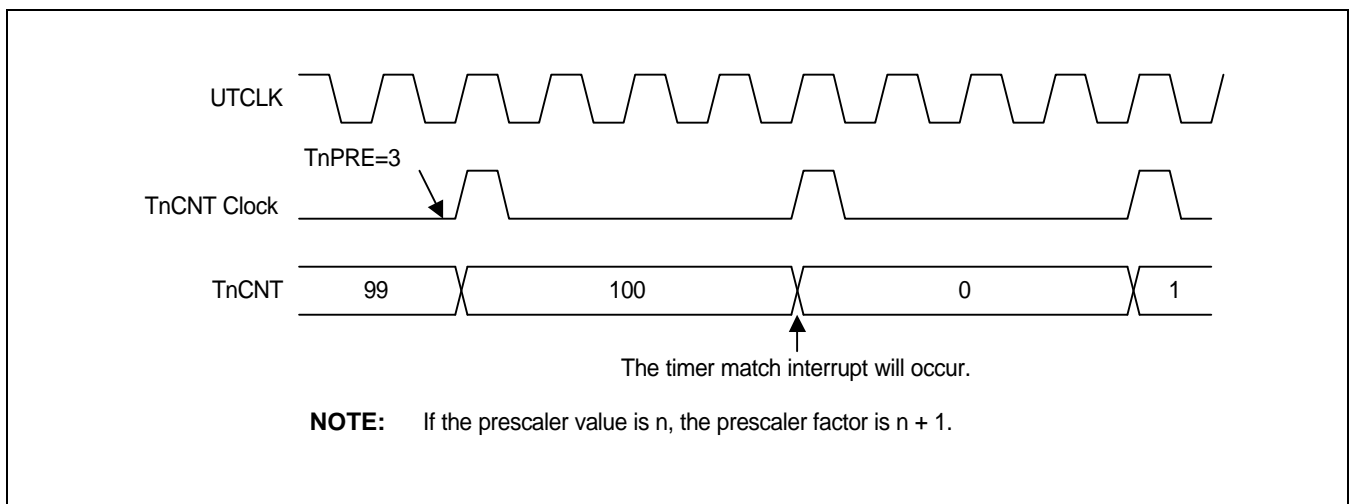 UTCLK
TnPRE=3
TnCNT Clock
TnCNT 99 100 0 1
The timer match interrupt will occur.
NOTE: If the prescaler value is n, the prescaler factor is n + 1.